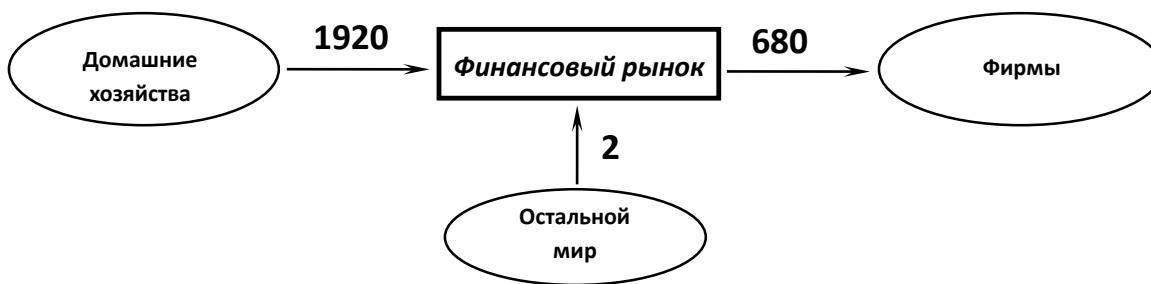 1920
680
Домашние
хозяйства
Финансовый рынок
Фирмы
2
Остальной
мир